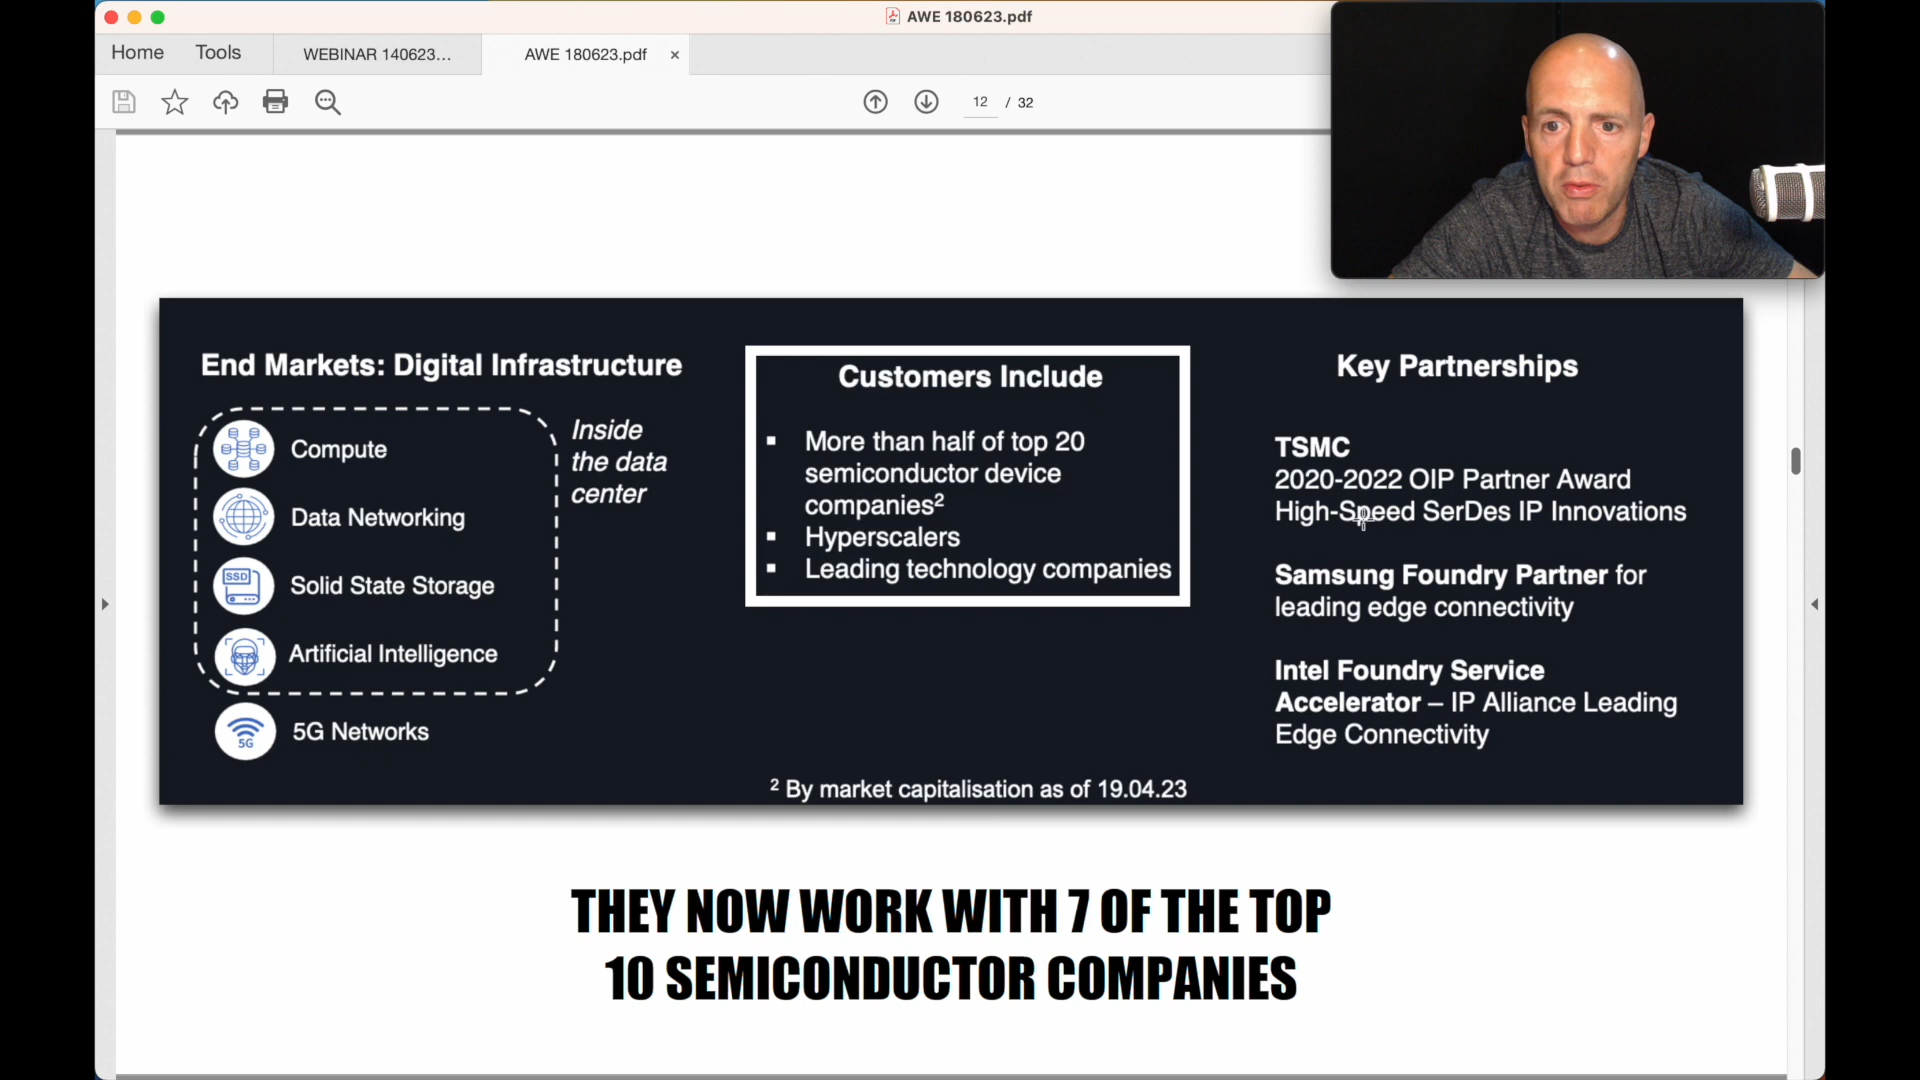 AWE 180623.pdf
Home
Tools
WEBINAR 140623...
AWE 180623.pdf
12 / 32
End Markets: Digital Infrastructure
Compute
Data Networking
SSD
Solid State Storage
Artificial Intelligence
5G
5G Networks
Inside
the data
center
Customers Include
▪ More than half of top 20
semiconductor device
companies²
▪ Hyperscalers
▪ Leading technology companies
Key Partnerships
TSMC
2020-2022 OIP Partner Award
High-Speed SerDes IP Innovations
Samsung Foundry Partner for
leading edge connectivity
Intel Foundry Service
Accelerator – IP Alliance Leading
Edge Connectivity
² By market capitalisation as of 19.04.23
THEY NOW WORK WITH 7 OF THE TOP
10 SEMICONDUCTOR COMPANIES